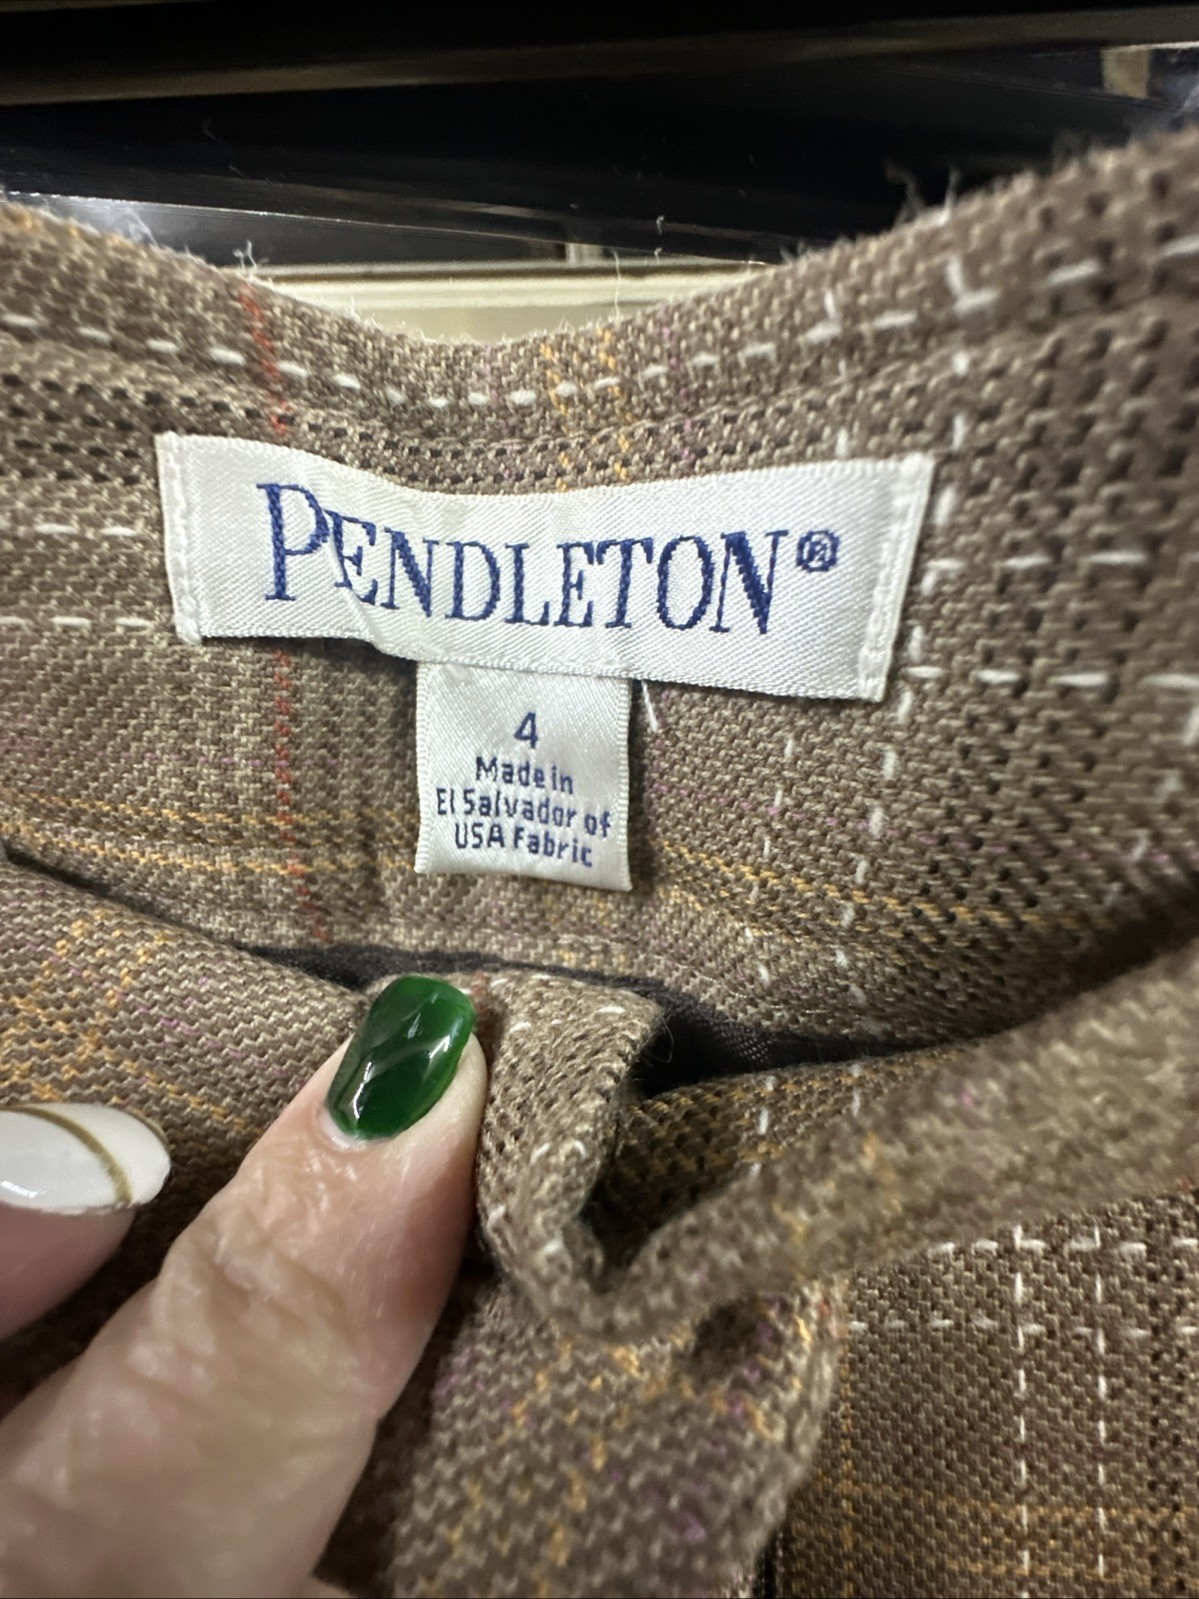 PENDLETON®
4
Made in
El Salvador of
USA Fabric